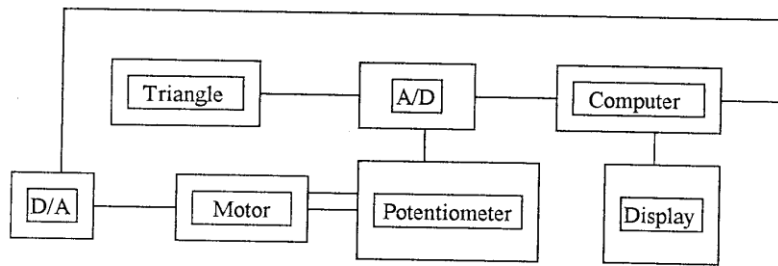 Triangle
A/D
Computer
D/A
Motor
Potentiometer
Display